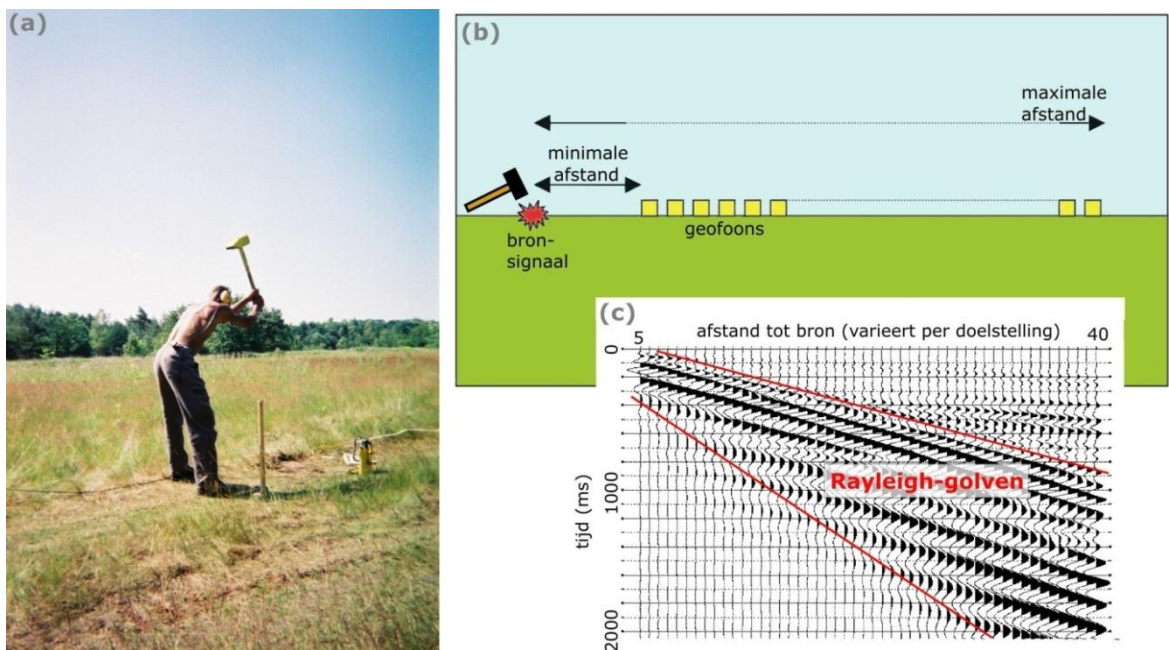 (a)
(b)
maximale
afstand
minimale
afstand
bron-
signaal
geofoons
(c)
afstand tot bron (varieert per doelstelling)
5
40
0
1000
2000
tijd (ms)
Rayleigh-golven